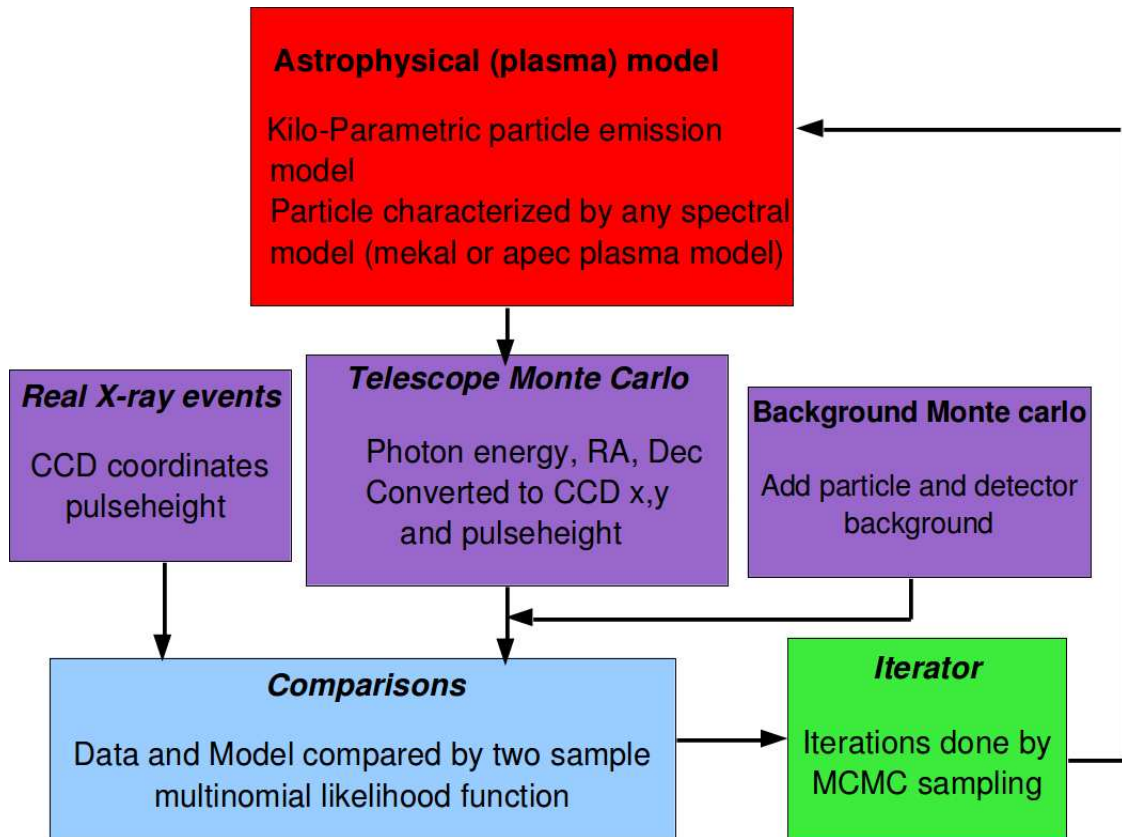 Astrophysical (plasma) model
Kilo-Parametric particle emission
model
Particle characterized by any spectral
model (mekal or apec plasma model)
Real X-ray events
CCD coordinates
pulseheight
Telescope Monte Carlo
Photon energy, RA, Dec
Converted to CCD x,y
and pulseheight
Background Monte carlo
Add particle and detector
background
Comparisons
Data and Model compared by two sample
multinomial likelihood function
Iterator
Iterations done by
MCMC sampling